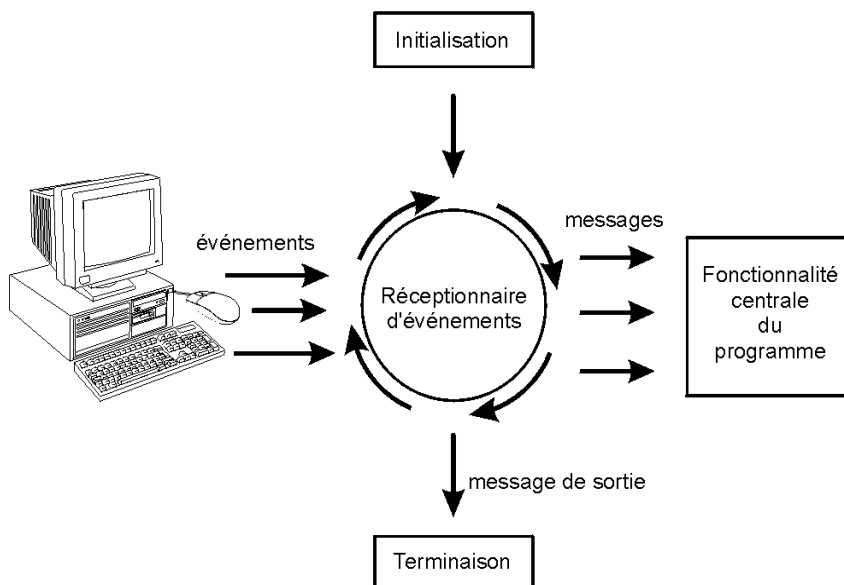 Initialisation
événements
messages
Réceptionnaire
d'événements
Fonctionnalité
centrale
du
programme
message de sortie
Terminaison